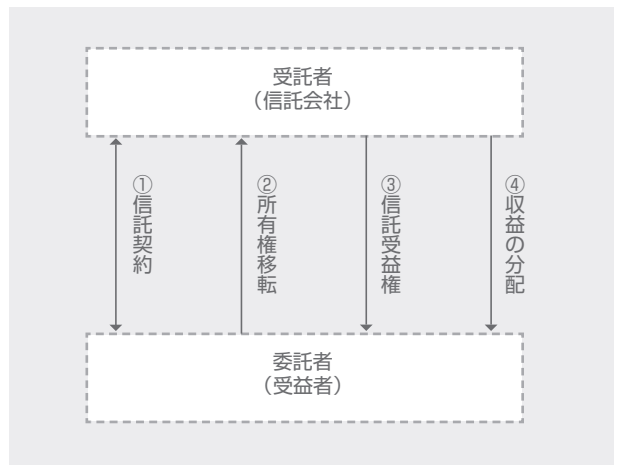 受託者
（信託会社）
①信託契約
②所有権移転
③信託受益権
④収益の分配
委託者
（受益者）